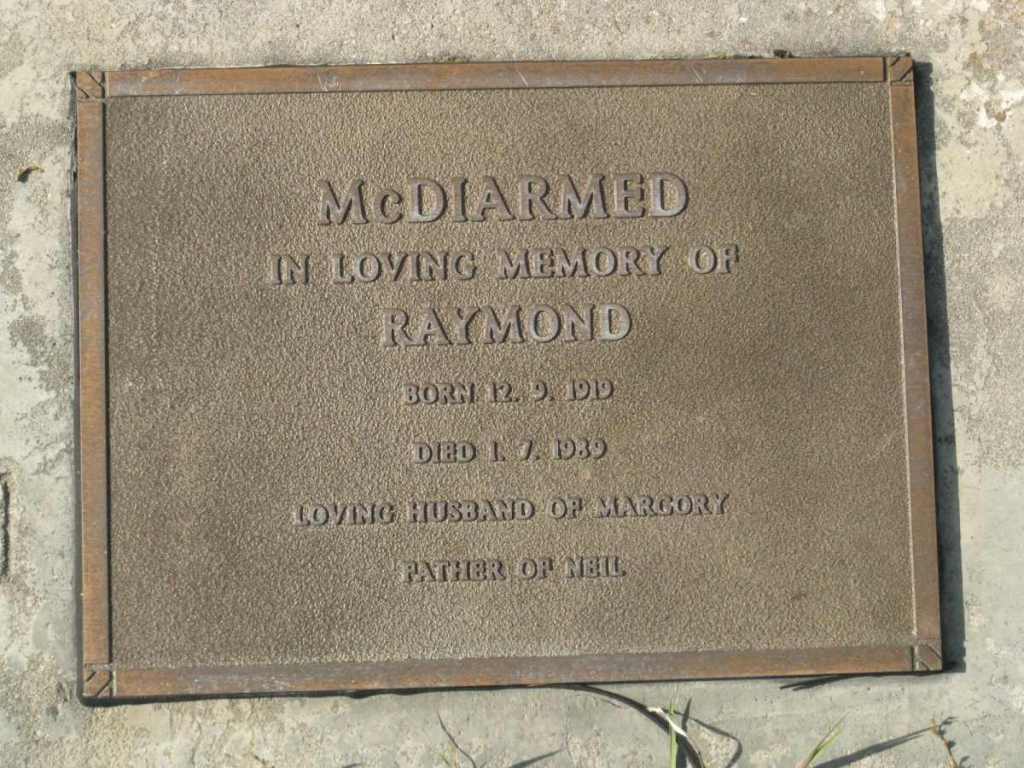 McDIARMED
IN LOVING MEMORY OF
RAYMOND
BORN 12. 9. 1919
DIED 1. 7. 1989
LOVING HUSBAND OF MARGORY
FATHER OF NEIL